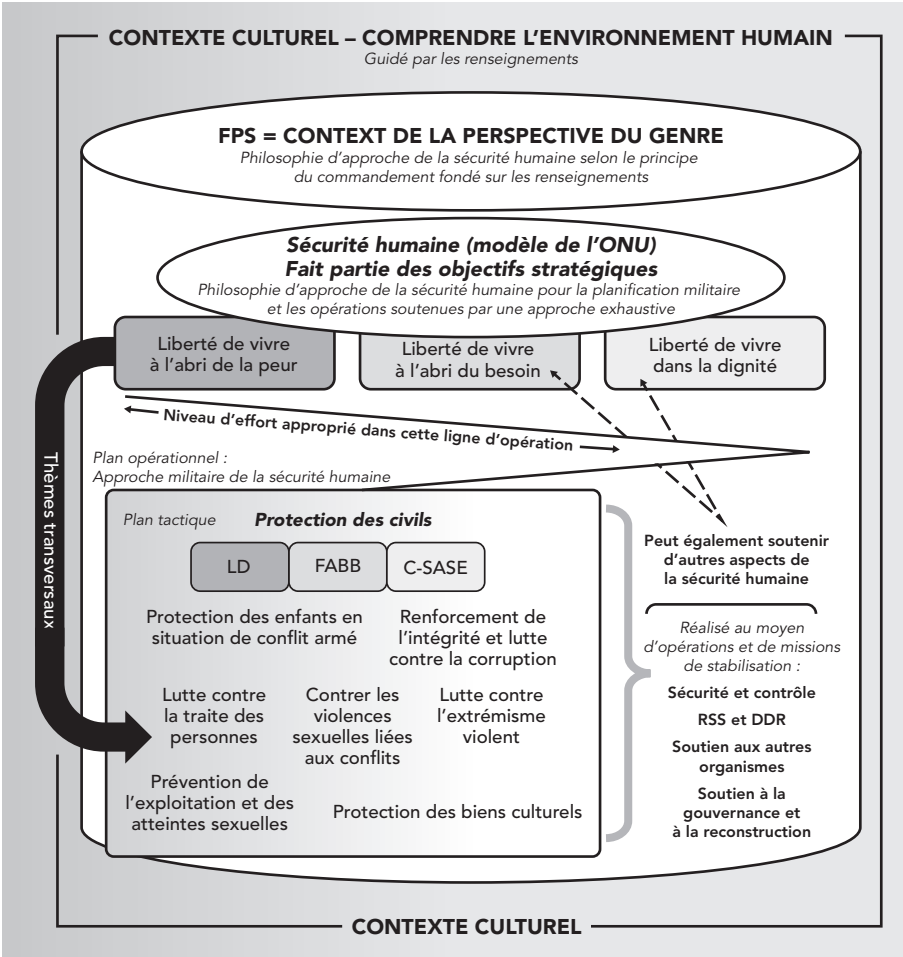 CONTEXTE CULTUREL – COMPRENDRE L'ENVIRONNEMENT HUMAIN
Guidé par les renseignements
FPS = CONTEXT DE LA PERSPECTIVE DU GENRE
Philosophie d'approche de la sécurité humaine selon le principe
du commandement fondé sur les renseignements
Sécurité humaine (modèle de l'ONU)
Fait partie des objectifs stratégiques
Philosophie d'approche de la sécurité humaine pour la planification militaire
et les opérations soutenues par une approche exhaustive
Liberté de vivre
à l'abri de la peur
Liberté de vivre
à l'abri du besoin
Liberté de vivre
dans la dignité
Niveau d'effort approprié dans cette ligne d'opération
Thèmes transversaux
Plan opérationnel :
Approche militaire de la sécurité humaine
Plan tactique
Protection des civils
LD
FABB
C-SASE
Protection des enfants en
situation de conflit armé
Renforcement de
l'intégrité et lutte
contre la corruption
Lutte contre
la traite des
personnes
Contrer les
violences
sexuelles liées
aux conflits
Lutte contre
l'extrémisme
violent
Prévention de
l'exploitation et des
atteintes sexuelles
Protection des biens culturels
Peut également soutenir
d'autres aspects de
la sécurité humaine
Réalisé au moyen
d'opérations et de missions
de stabilisation :
Sécurité et contrôle
RSS et DDR
Soutien aux autres
organismes
Soutien à la
gouvernance et
à la reconstruction
CONTEXTE CULTUREL